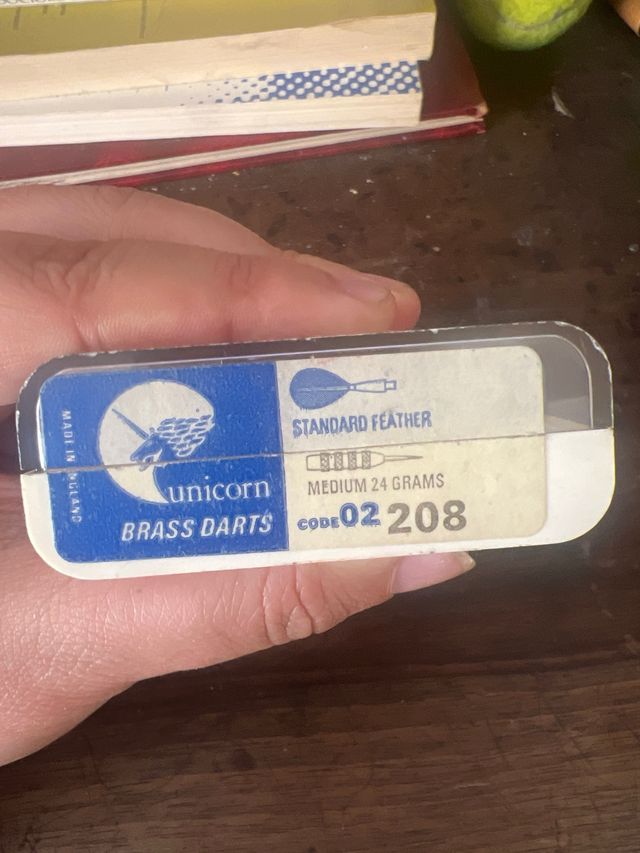 MADE IN ENGLAND
unicorn
BRASS DARTS
STANDARD FEATHER
MEDIUM 24 GRAMS
CODE 02 208